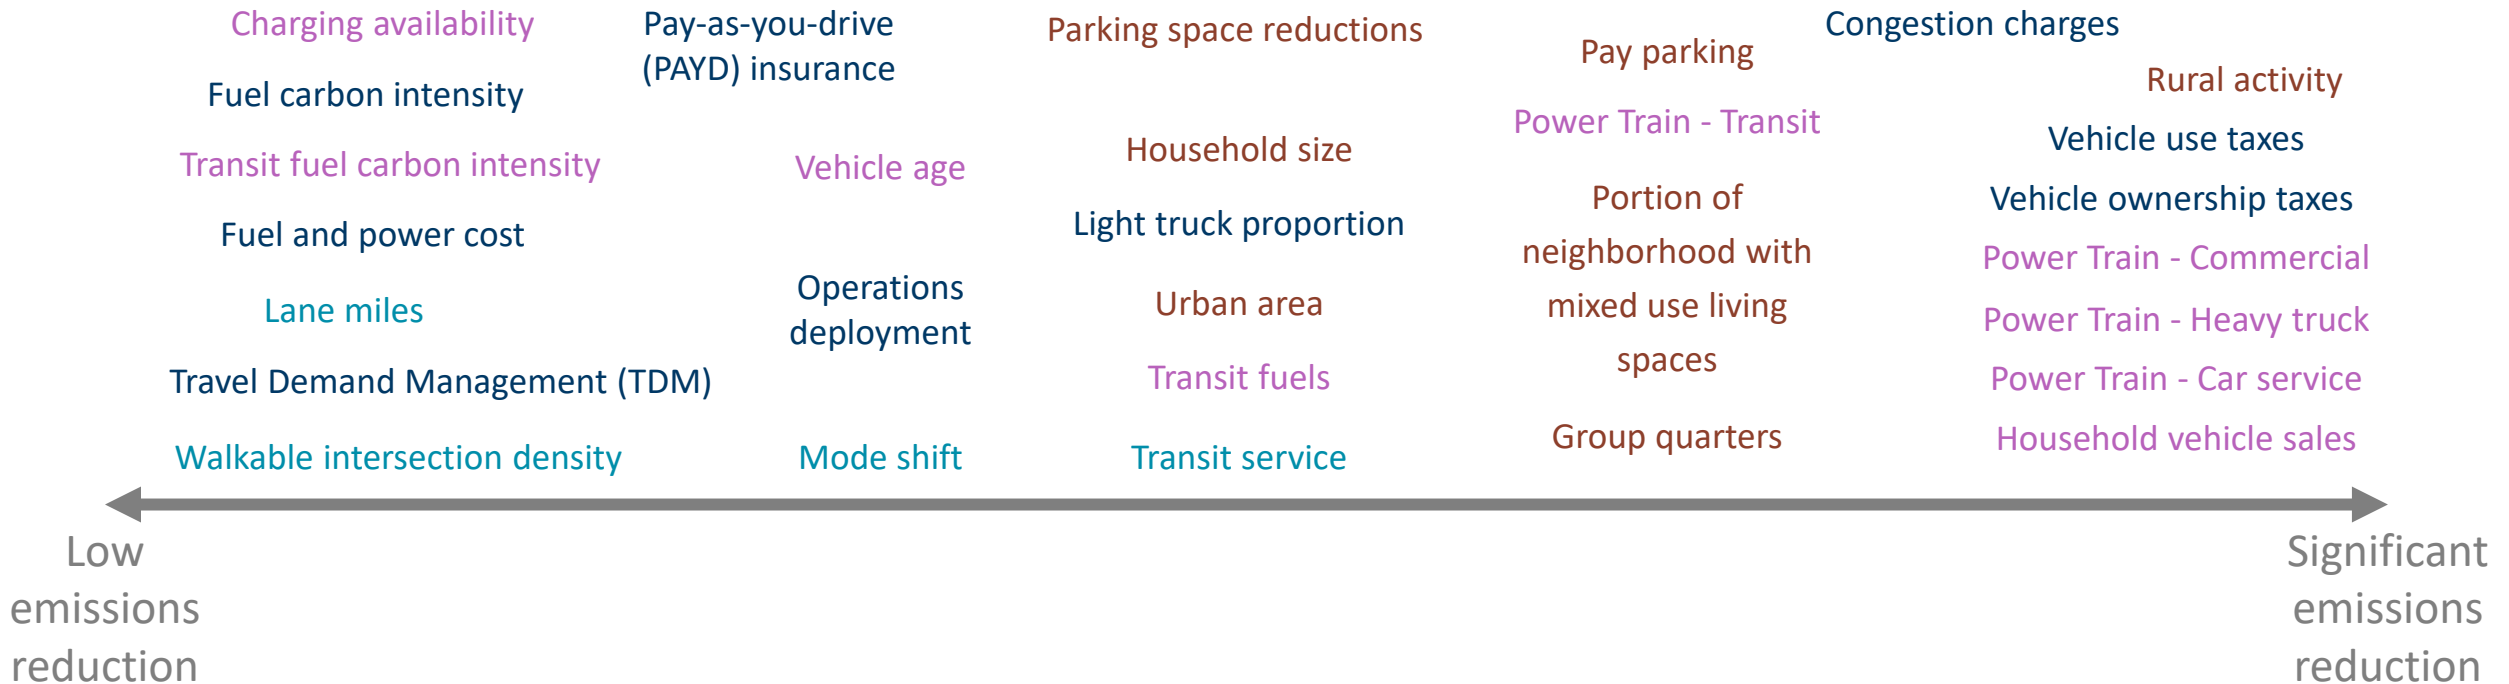 Charging availability
Fuel carbon intensity
Transit fuel carbon intensity
Fuel and power cost
Lane miles
Travel Demand Management (TDM)
Walkable intersection density
Pay-as-you-drive
(PAYD) insurance
Vehicle age
Operations
deployment
Mode shift
Parking space reductions
Household size
Light truck proportion
Urban area
Transit fuels
Transit service
Pay parking
Power Train - Transit
Portion of
neighborhood with
mixed use living
spaces
Group quarters
Congestion charges
Rural activity
Vehicle use taxes
Vehicle ownership taxes
Power Train - Commercial
Power Train - Heavy truck
Power Train - Car service
Household vehicle sales
Low
emissions
reduction
Significant
emissions
reduction